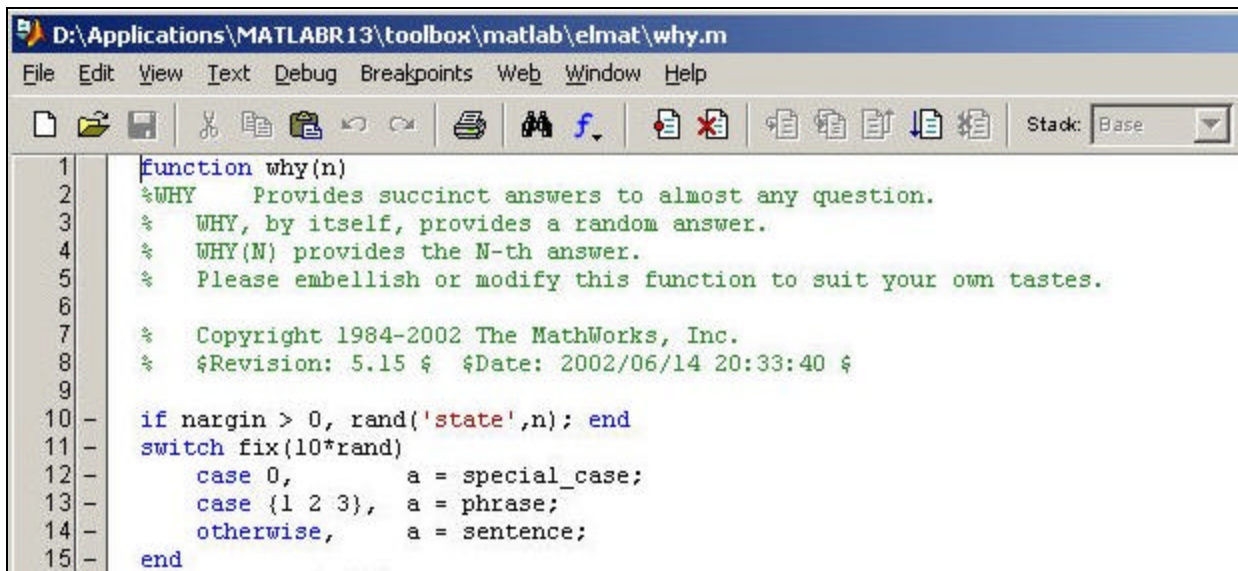 D:\Applications\MATLABR13\toolbox\matlab\elmat\why.m
File Edit View Text Debug Breakpoints Web Window Help
Stack: Base
1 function why(n)
2 %WHY    Provides succinct answers to almost any question.
3 %   WHY, by itself, provides a random answer.
4 %   WHY(N) provides the N-th answer.
5 %   Please embellish or modify this function to suit your own tastes.
6
7 %   Copyright 1984-2002 The MathWorks, Inc.
8 %   $Revision: 5.15 $  $Date: 2002/06/14 20:33:40 $
9
10 - if nargin > 0, rand('state',n); end
11 - switch fix(10*rand)
12 -     case 0,        a = special_case;
13 -     case {1 2 3},  a = phrase;
14 -     otherwise,     a = sentence;
15 - end